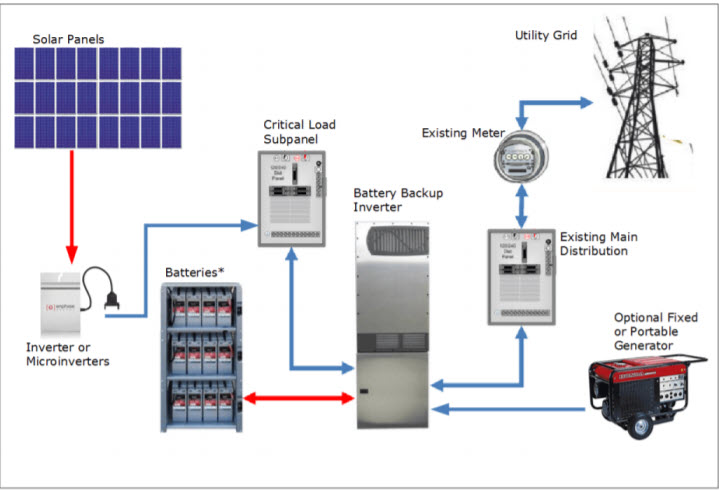 Solar Panels
Utility Grid
Critical Load
Subpanel
Existing Meter
Battery Backup
Inverter
Existing Main
Distribution
Batteries*
Inverter or
Microinverters
Optional Fixed
or Portable
Generator